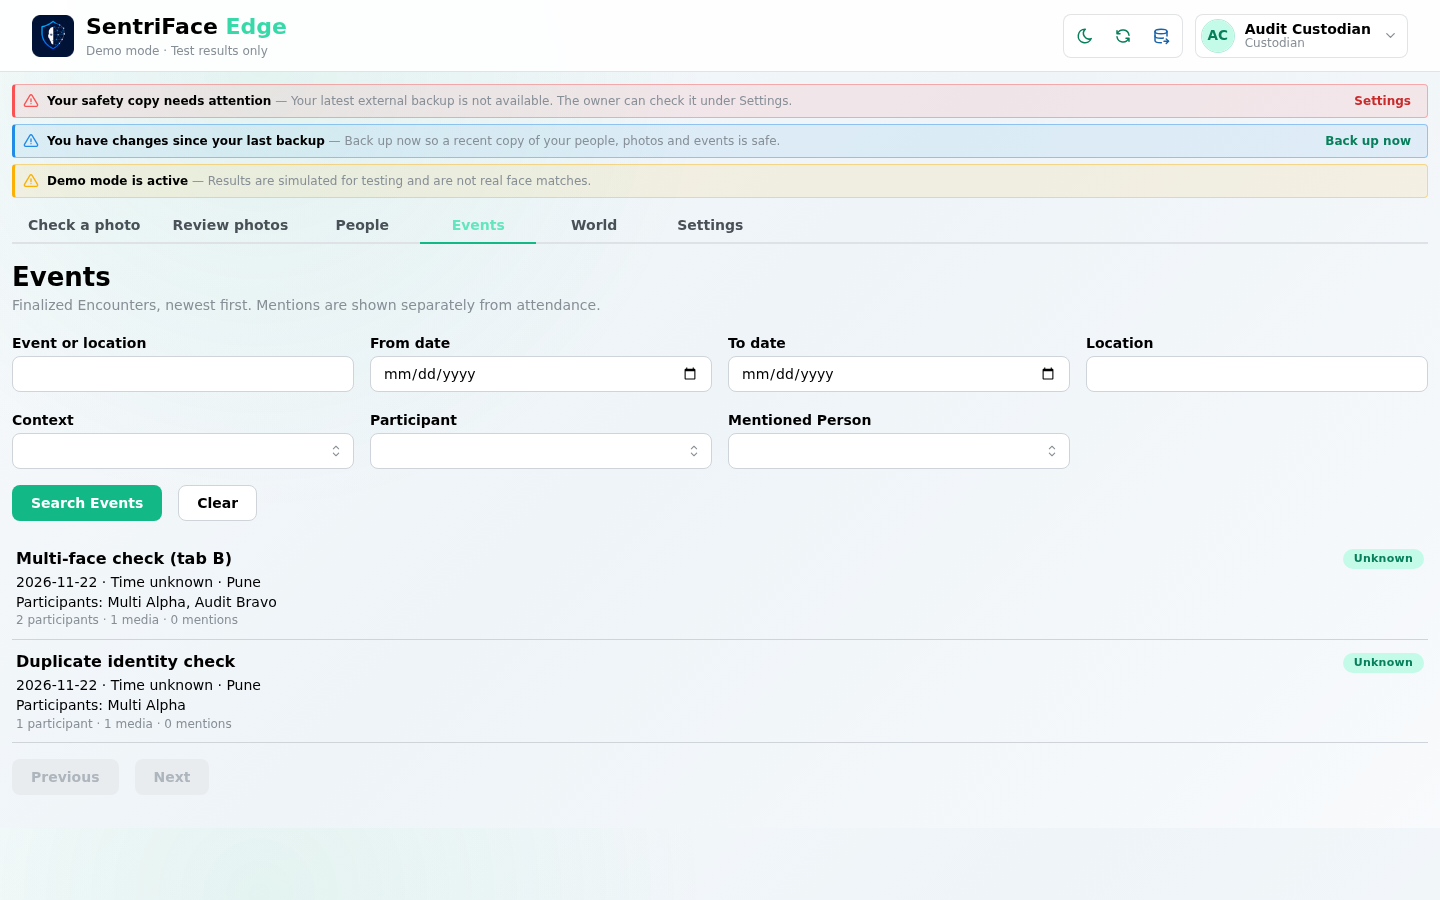 SentriFace Edge
Demo mode · Test results only
AC
Audit Custodian
Custodian
Your safety copy needs attention — Your latest external backup is not available. The owner can check it under Settings.
Settings
You have changes since your last backup — Back up now so a recent copy of your people, photos and events is safe.
Back up now
Demo mode is active — Results are simulated for testing and are not real face matches.
Check a photo
Review photos
People
Events
World
Settings
Events
Finalized Encounters, newest first. Mentions are shown separately from attendance.
Event or location
From date
To date
Location
mm/dd/yyyy
mm/dd/yyyy
Context
Participant
Mentioned Person
Search Events
Clear
Multi-face check (tab B)
Unknown
2026-11-22 · Time unknown · Pune
Participants: Multi Alpha, Audit Bravo
2 participants · 1 media · 0 mentions
Duplicate identity check
Unknown
2026-11-22 · Time unknown · Pune
Participants: Multi Alpha
1 participant · 1 media · 0 mentions
Previous
Next